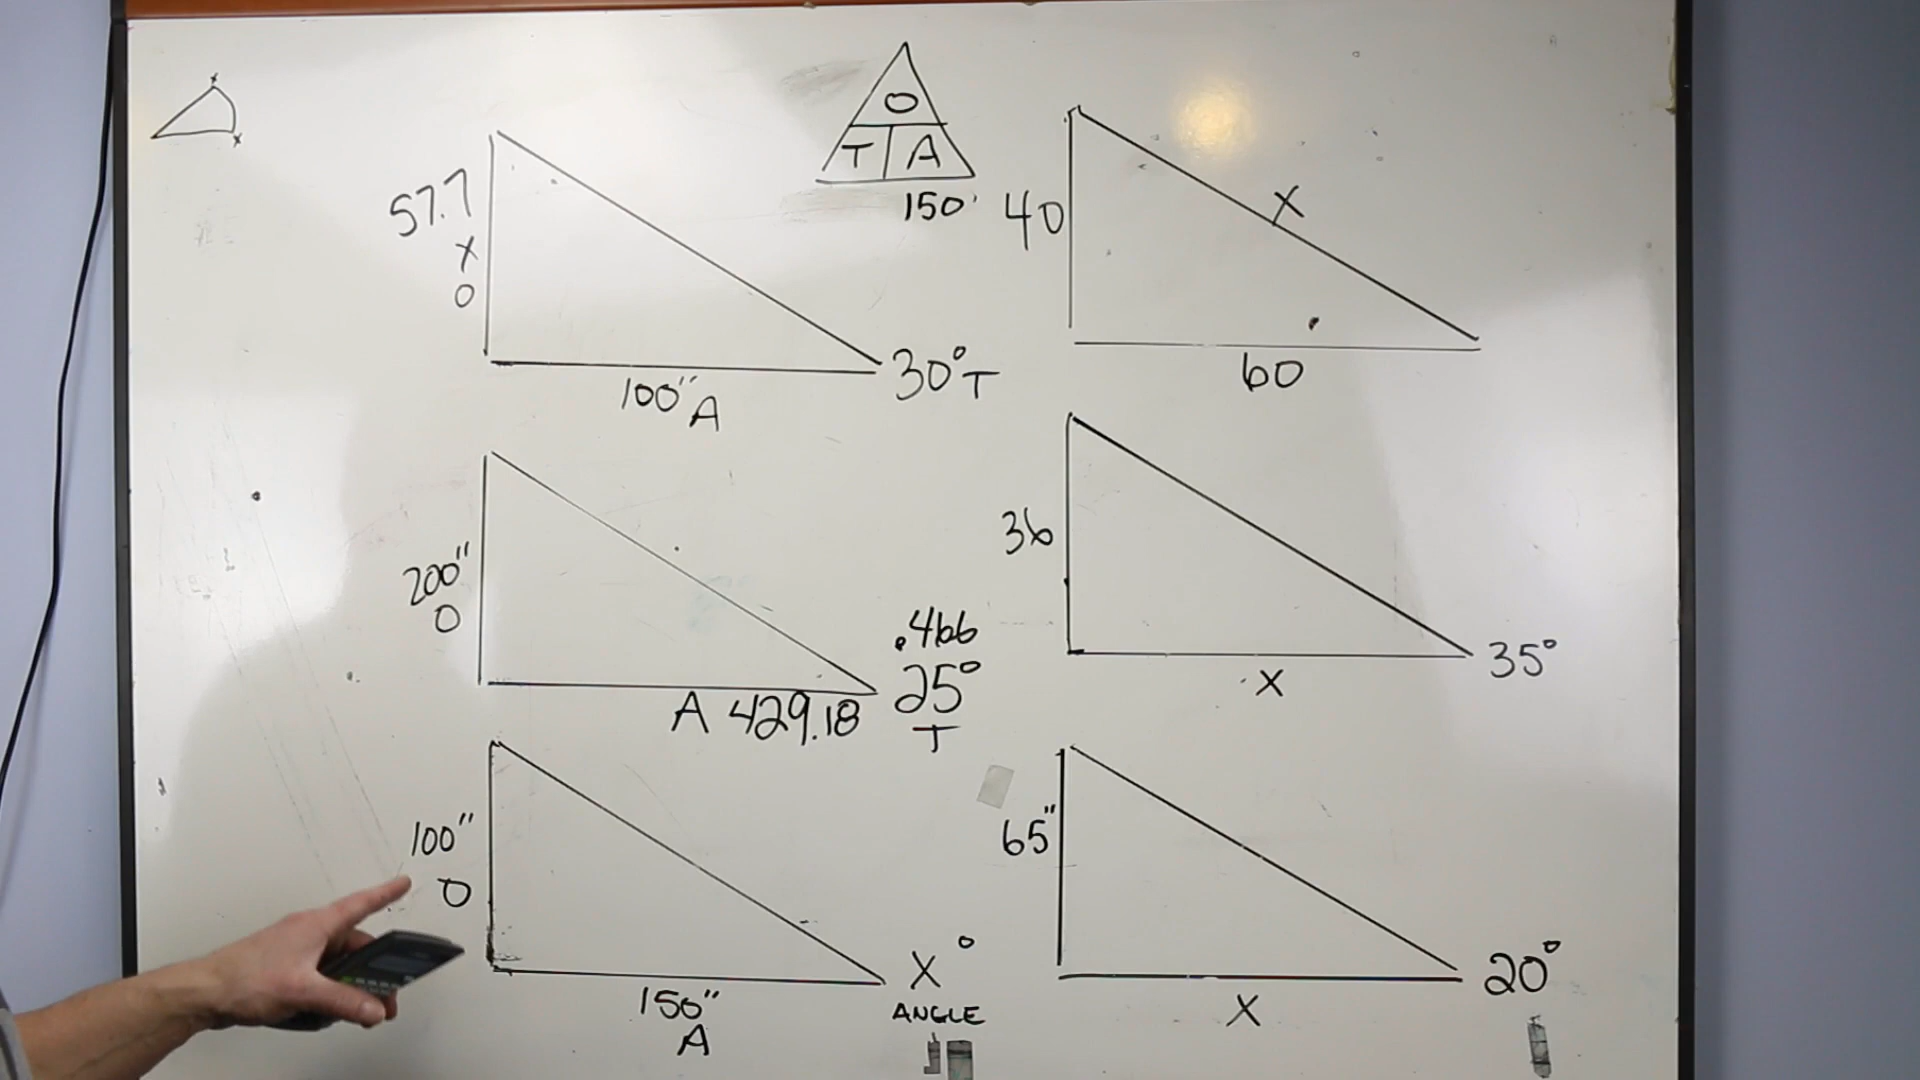 O
T A
150'
57.7
X
O
100" A
30° T
40
X
60
200"
O
.466
25°
T
A 429.18
36
35°
X
100"
O
150"
A
X °
ANGLE
65"
20°
X